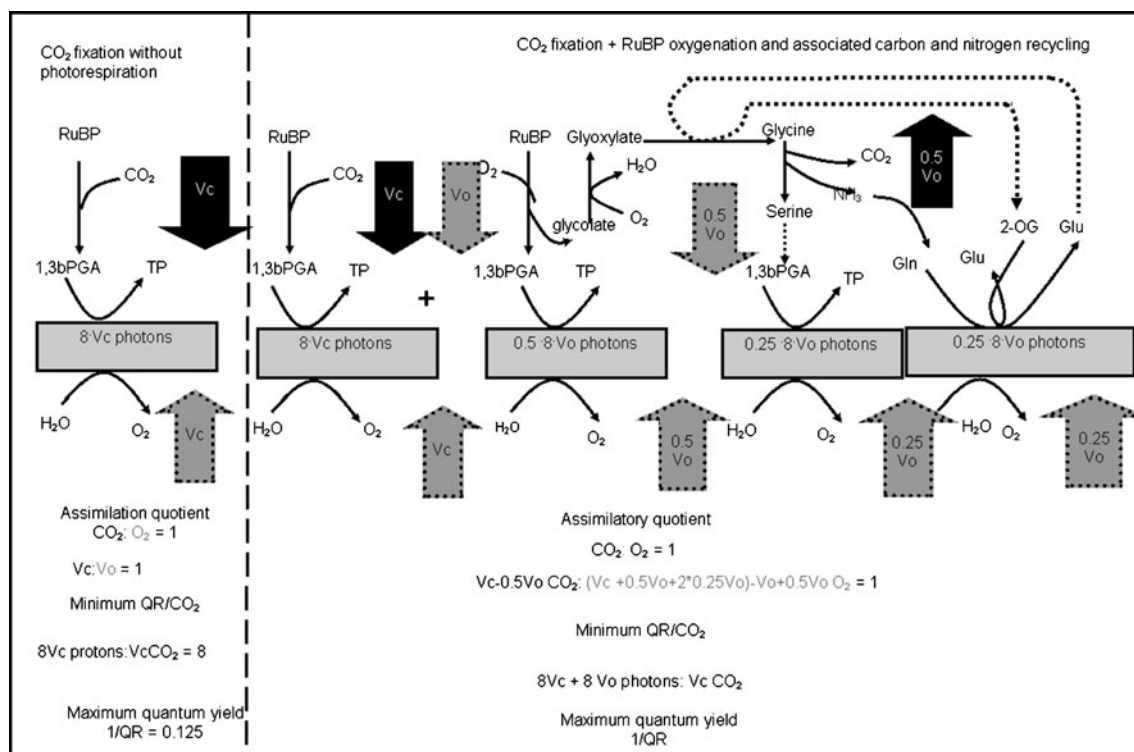 CO₂ fixation without
photorespiration
RuBP
CO₂
Vc
1,3bPGA
TP
8·Vc photons
H₂O
O₂
Vc
Assimilation quotient
CO₂: O₂ = 1
Vc:Vo = 1
Minimum QR/CO₂
8Vc protons:VcCO₂ = 8
Maximum quantum yield
1/QR = 0.125
CO₂ fixation + RuBP oxygenation and associated carbon and nitrogen recycling
RuBP
CO₂
Vc
Vo
1,3bPGA
TP
+
8·Vc photons
H₂O
O₂
Vc
RuBP
O₂
Glyoxylate
H₂O
O₂
glycolate
0.5
Vo
1,3bPGA
TP
0.5·8·Vo photons
H₂O
O₂
0.5
Vo
Glycine
CO₂
NH₃
Serine
0.5
Vo
1,3bPGA
TP
0.25·8·Vo photons
H₂O
O₂
0.25
Vo
2-OG
Glu
Gln
Glu
0.25·8·Vo photons
H₂O
O₂
0.25
Vo
Assimilatory quotient
CO₂: O₂ = 1
Vc-0.5Vo CO₂: (Vc +0.5Vo+2*0.25Vo)-Vo+0.5Vo O₂ = 1
Minimum QR/CO₂
8Vc + 8 Vo photons: Vc CO₂
Maximum quantum yield
1/QR